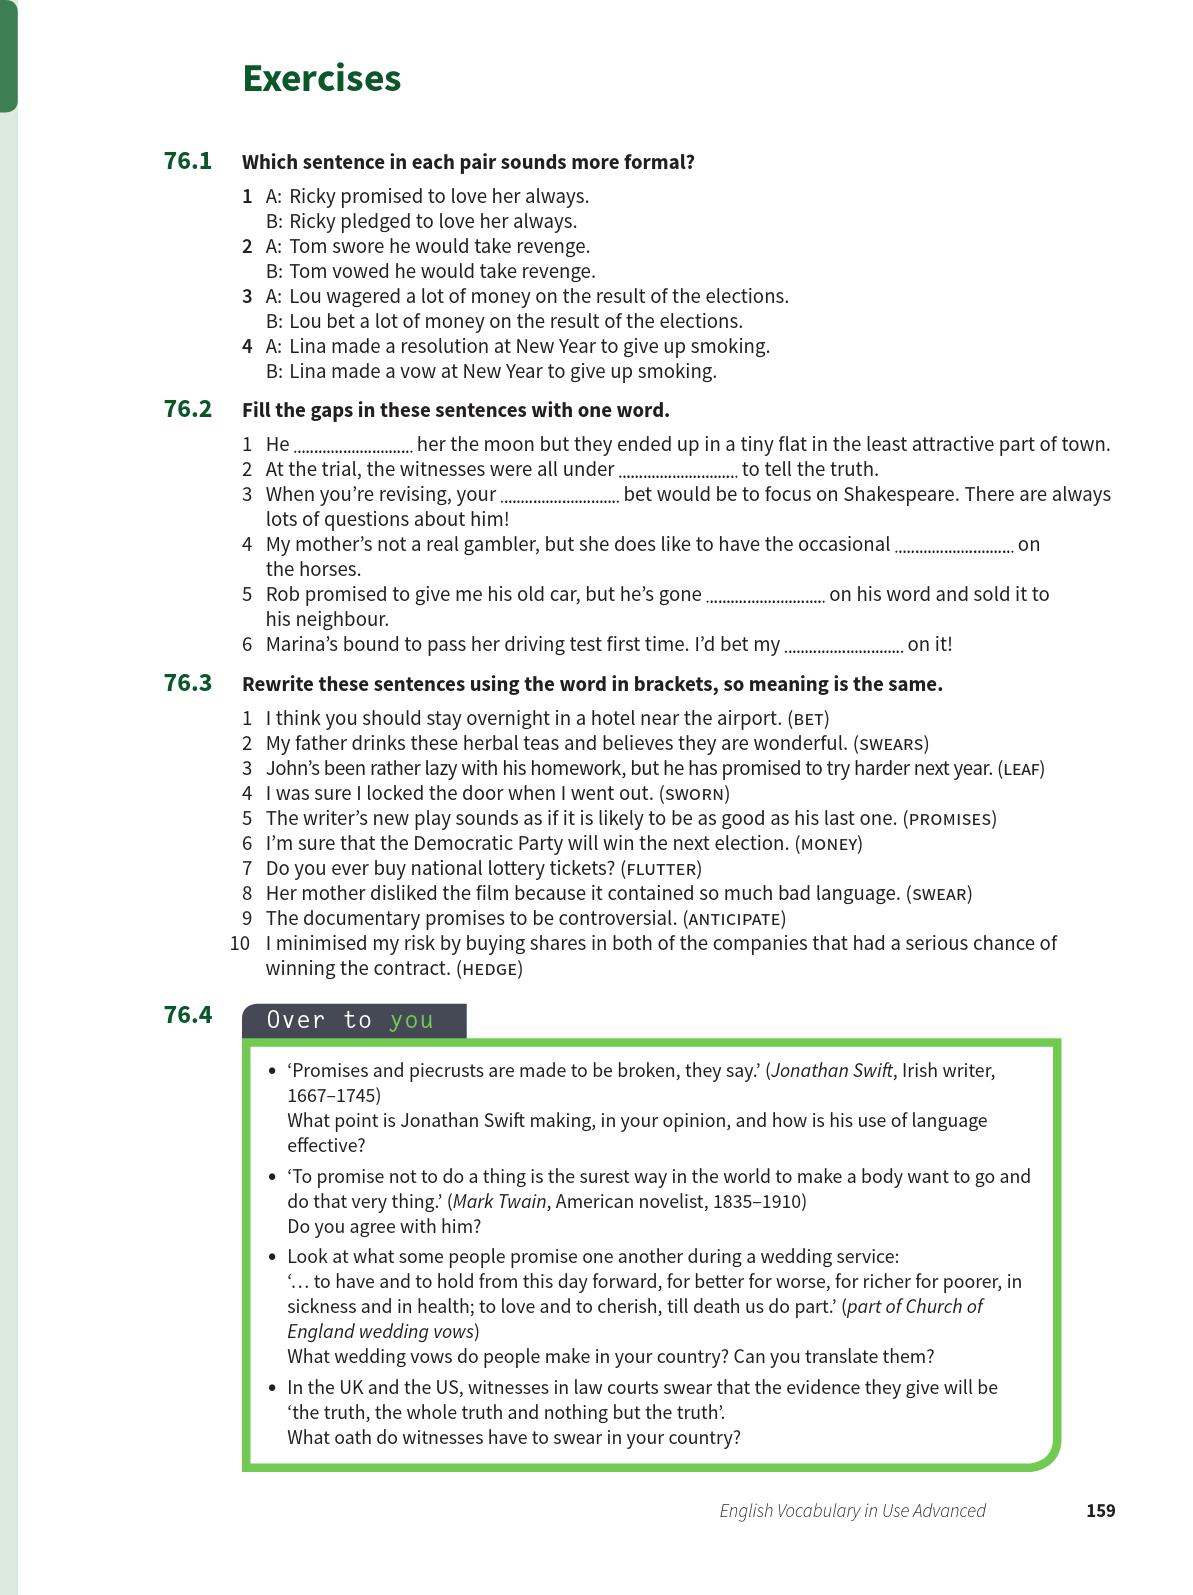 Exercises
76.1 Which sentence in each pair sounds more formal?
1 A: Ricky promised to love her always.
B: Ricky pledged to love her always.
2 A: Tom swore he would take revenge.
B: Tom vowed he would take revenge.
3 A: Lou wagered a lot of money on the result of the elections.
B: Lou bet a lot of money on the result of the elections.
4 A: Lina made a resolution at New Year to give up smoking.
B: Lina made a vow at New Year to give up smoking.
76.2 Fill the gaps in these sentences with one word.
1 He ............................ her the moon but they ended up in a tiny flat in the least attractive part of town.
2 At the trial, the witnesses were all under ............................ to tell the truth.
3 When you’re revising, your ............................ bet would be to focus on Shakespeare. There are always
lots of questions about him!
4 My mother’s not a real gambler, but she does like to have the occasional ............................ on
the horses.
5 Rob promised to give me his old car, but he’s gone ............................ on his word and sold it to
his neighbour.
6 Marina’s bound to pass her driving test first time. I’d bet my ............................ on it!
76.3 Rewrite these sentences using the word in brackets, so meaning is the same.
1 I think you should stay overnight in a hotel near the airport. (BET)
2 My father drinks these herbal teas and believes they are wonderful. (SWEARS)
3 John’s been rather lazy with his homework, but he has promised to try harder next year. (LEAF)
4 I was sure I locked the door when I went out. (SWORN)
5 The writer’s new play sounds as if it is likely to be as good as his last one. (PROMISES)
6 I’m sure that the Democratic Party will win the next election. (MONEY)
7 Do you ever buy national lottery tickets? (FLUTTER)
8 Her mother disliked the film because it contained so much bad language. (SWEAR)
9 The documentary promises to be controversial. (ANTICIPATE)
10 I minimised my risk by buying shares in both of the companies that had a serious chance of
winning the contract. (HEDGE)
76.4 Over to you
• ‘Promises and piecrusts are made to be broken, they say.’ (Jonathan Swift, Irish writer,
1667–1745)
What point is Jonathan Swift making, in your opinion, and how is his use of language
effective?
• ‘To promise not to do a thing is the surest way in the world to make a body want to go and
do that very thing.’ (Mark Twain, American novelist, 1835–1910)
Do you agree with him?
• Look at what some people promise one another during a wedding service:
‘… to have and to hold from this day forward, for better for worse, for richer for poorer, in
sickness and in health; to love and to cherish, till death us do part.’ (part of Church of
England wedding vows)
What wedding vows do people make in your country? Can you translate them?
• In the UK and the US, witnesses in law courts swear that the evidence they give will be
‘the truth, the whole truth and nothing but the truth’.
What oath do witnesses have to swear in your country?
English Vocabulary in Use Advanced 159